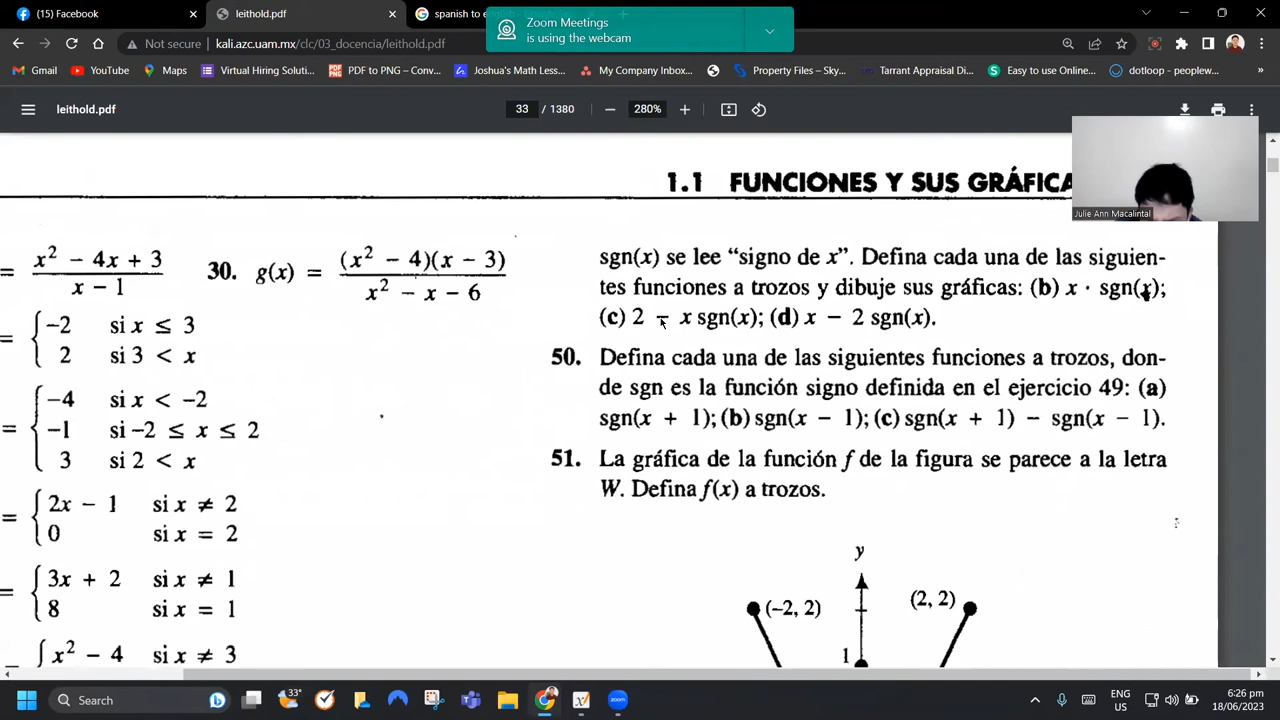 (1) Facebook
leithold.pdf
spanish to e
Zoom Meetings
is using the webcam
Not secure
kali.azc.uam.mx/clc/03_docencia/leithold.pdf
Gmail
YouTube
Maps
Virtual Hiring Soluti...
PDF to PNG – Conv...
Joshua's Math Less...
My Company Inbox...
Property Files – Sky...
Tarrant Appraisal Di...
Easy to use Online...
dotloop – peoplew...
leithold.pdf
33 / 1380
280%
1.1 FUNCIONES Y SUS GRÁFICA
Julie Ann Macalintal
= x² − 4x + 3 / x − 1
30. g(x) = (x² − 4)(x − 3) / x² − x − 6
= { −2 si x ≤ 3
2 si 3 < x
= { −4 si x < −2
−1 si −2 ≤ x ≤ 2
3 si 2 < x
= { 2x − 1 si x ≠ 2
0 si x = 2
= { 3x + 2 si x ≠ 1
8 si x = 1
= { x² − 4 si x ≠ 3
sgn(x) se lee “signo de x”. Defina cada una de las siguien-
tes funciones a trozos y dibuje sus gráficas: (b) x · sgn(x);
(c) 2 − x sgn(x); (d) x − 2 sgn(x).
50. Defina cada una de las siguientes funciones a trozos, don-
de sgn es la función signo definida en el ejercicio 49: (a)
sgn(x + 1); (b) sgn(x − 1); (c) sgn(x + 1) − sgn(x − 1).
51. La gráfica de la función f de la figura se parece a la letra
W. Defina f(x) a trozos.
y
(−2, 2)
(2, 2)
1
Search
33°
zoom
ENG
US
6:26 pm
18/06/2023